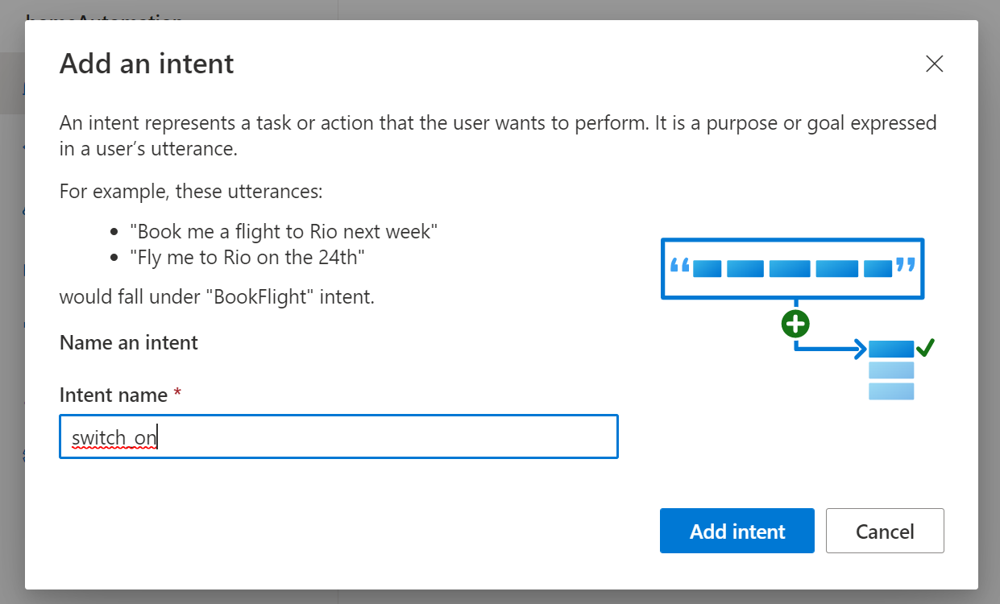 homeAutomation
Add an intent
An intent represents a task or action that the user wants to perform. It is a purpose or goal expressed
in a user’s utterance.
For example, these utterances:
• "Book me a flight to Rio next week"
• "Fly me to Rio on the 24th"
would fall under "BookFlight" intent.
Name an intent
Intent name *
switch_on
Add intent
Cancel